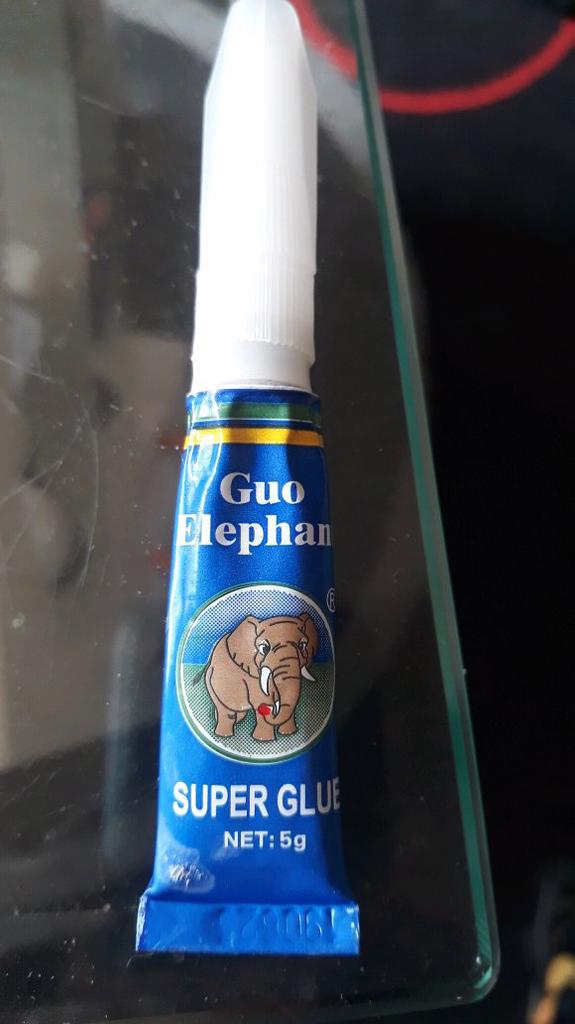 Guo
Elephan
®
SUPER GLUE
NET: 5g